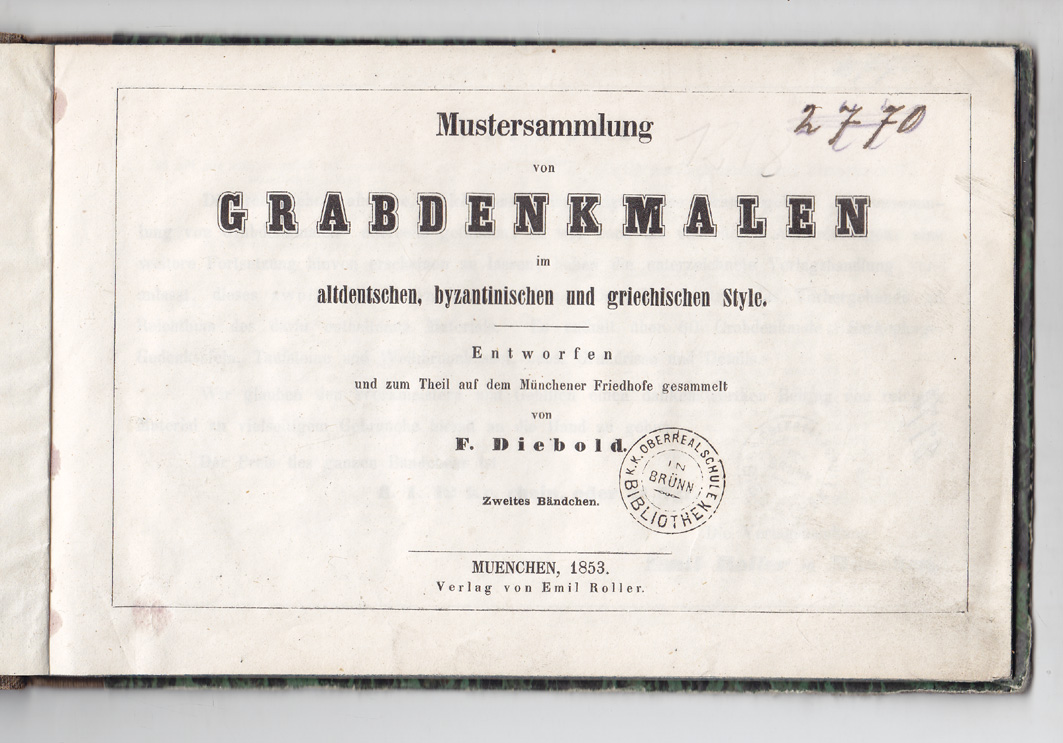 2770
Mustersammlung
von
GRABDENKMALEN
im
altdeutschen, byzantinischen und griechischen Style.
Entworfen
und zum Theil auf dem Münchener Friedhofe gesammelt
von
F. Diebold.
Zweites Bändchen.
K.K. OBERREALSCHULE
IN
BRÜNN
BIBLIOTHEK
MUENCHEN, 1853.
Verlag von Emil Roller.